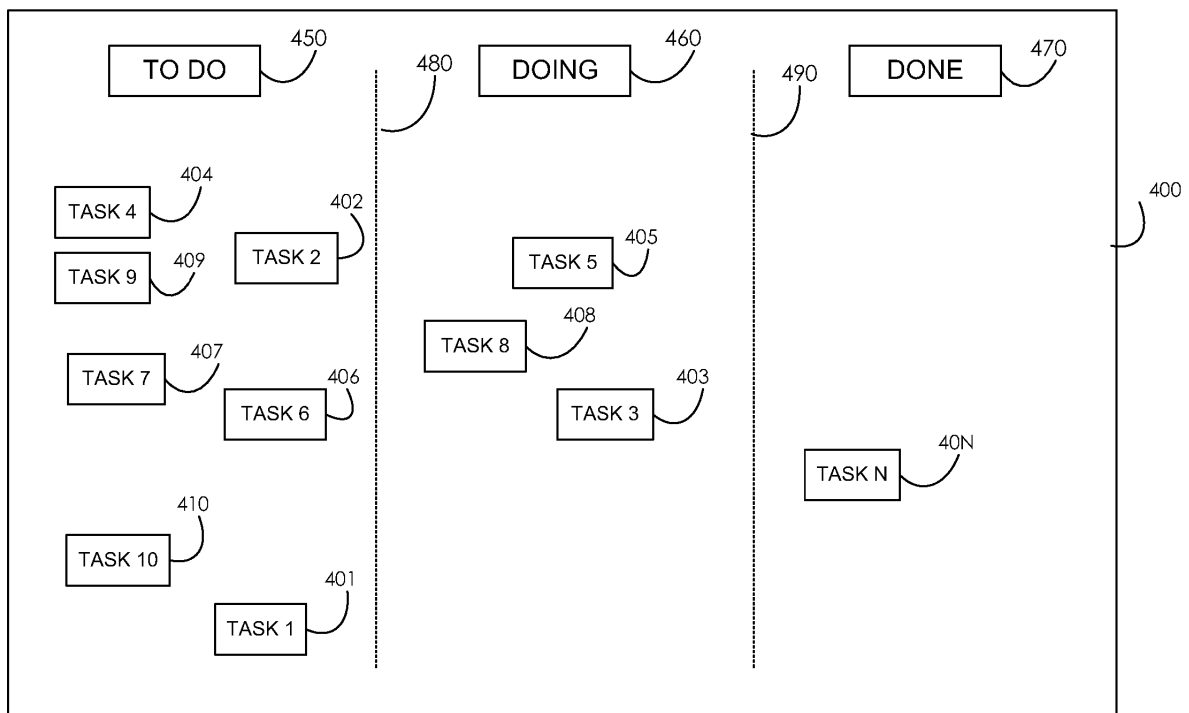 450
TO DO
460
DOING
470
DONE
480
490
404
TASK 4
402
TASK 2
409
TASK 9
405
TASK 5
400
408
TASK 8
407
TASK 7
406
TASK 6
403
TASK 3
40N
TASK N
410
TASK 10
401
TASK 1